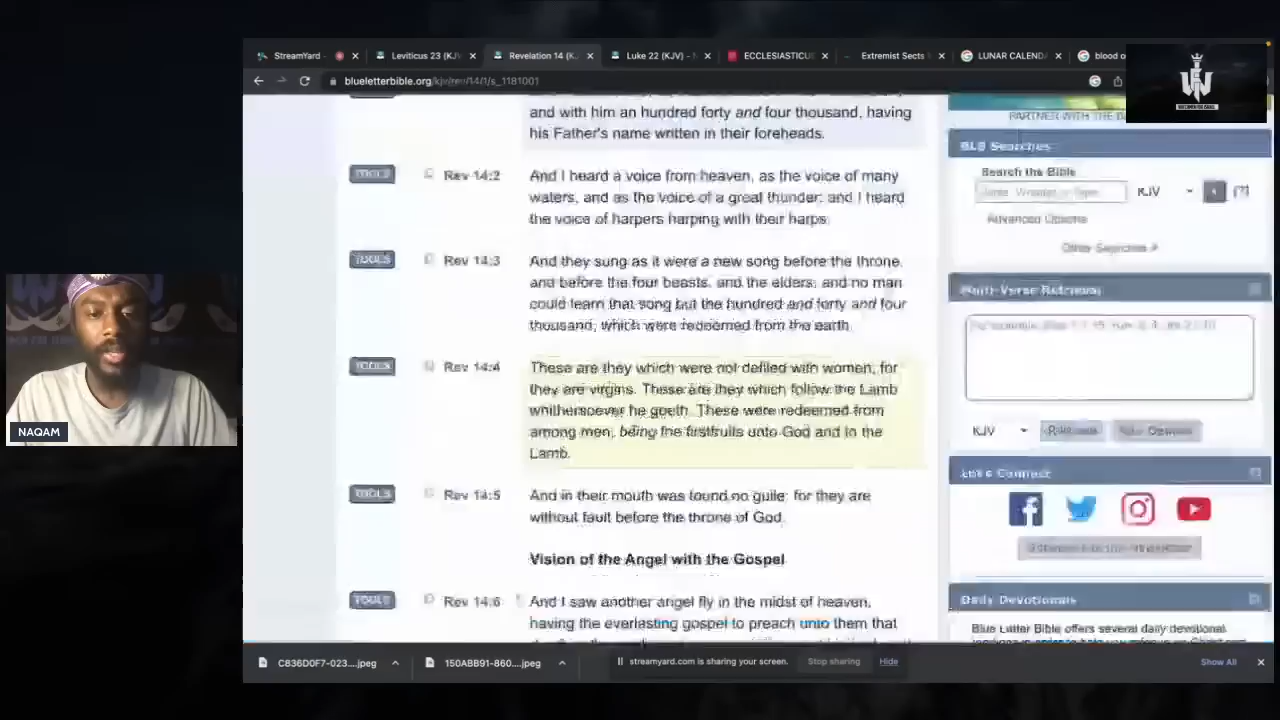 StreamYard
Leviticus 23 (KJV
Revelation 14 (K
Luke 22 (KJV) -
ECCLESIASTICUS
Extremist Sects
LUNAR CALENDA
blood o
blueletterbible.org/kjv/rev/14/1/s_1181001
and with him an hundred forty and four thousand, having
his Father's name written in their foreheads.
TOOLS Rev 14:2 And I heard a voice from heaven, as the voice of many
waters, and as the voice of a great thunder: and I heard
the voice of harpers harping with their harps
TOOLS Rev 14:3 And they sung as it were a new song before the throne,
and before the four beasts, and the elders: and no man
could learn that song but the hundred and forty and four
thousand, which were redeemed from the earth
TOOLS Rev 14:4 These are they which were not defiled with women, for
they are virgins. These are they which follow the Lamb
whithersoever he goeth. These were redeemed from
among men, being the firstfruits unto God and to the
Lamb.
TOOLS Rev 14:5 And in their mouth was found no guile: for they are
without fault before the throne of God.
Vision of the Angel with the Gospel
TOOLS Rev 14:6 And I saw another angel fly in the midst of heaven,
having the everlasting gospel to preach unto them that
PARTNER WITH THE
BLB Searches
Search the Bible
KJV
[?]
Advanced Options
Other Searches
Multi-Verse Retrieval
KJV
Let's Connect
Daily Devotionals
Blue Letter Bible offers several daily devotional
NAQAM
C836D0F7-023....jpeg
150ABB91-860....jpeg
streamyard.com is sharing your screen.
Stop sharing
Hide
Show All